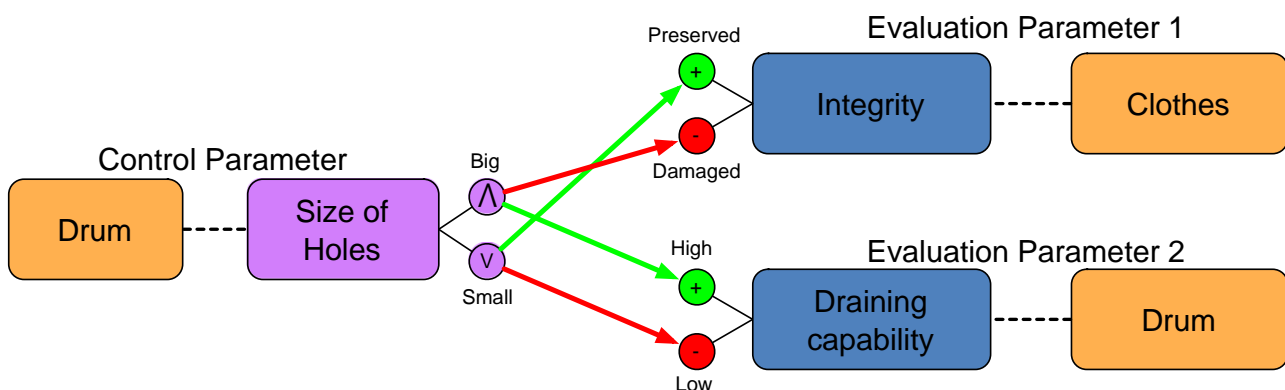 Evaluation Parameter 1
Preserved
+
Integrity
Clothes
-
Damaged
Control Parameter
Big
Λ
Drum
Size of
Holes
V
Small
Evaluation Parameter 2
High
+
Draining
capability
Drum
-
Low